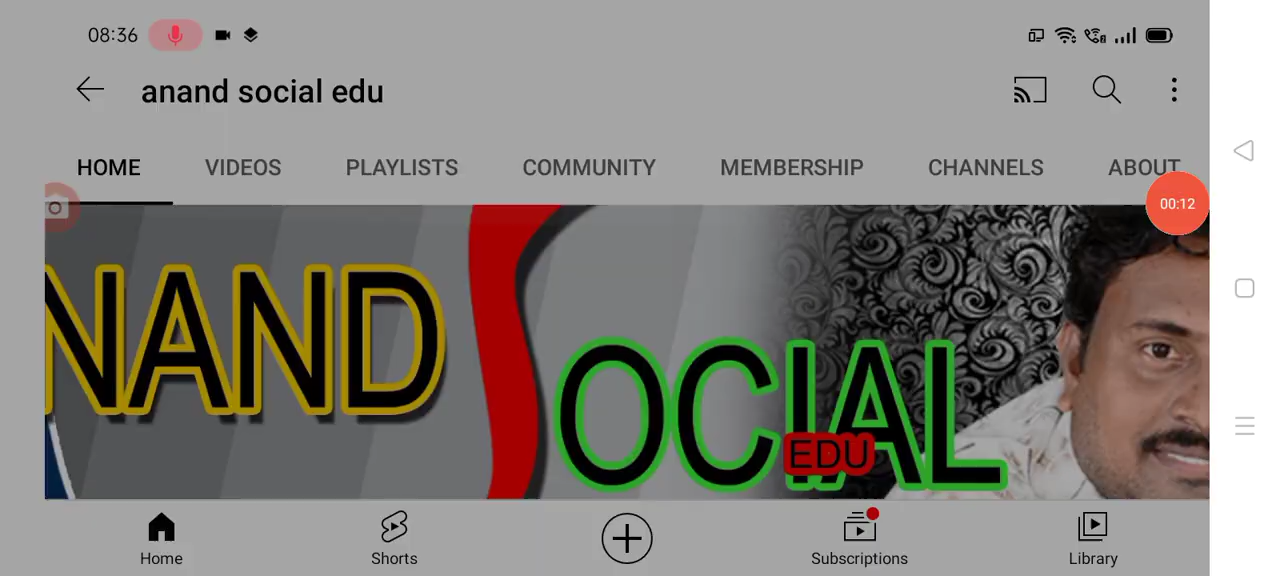 08:36
anand social edu
HOME VIDEOS PLAYLISTS COMMUNITY MEMBERSHIP CHANNELS ABOUT
00:12
NAND SOCIAL
EDU
Home Shorts Subscriptions Library